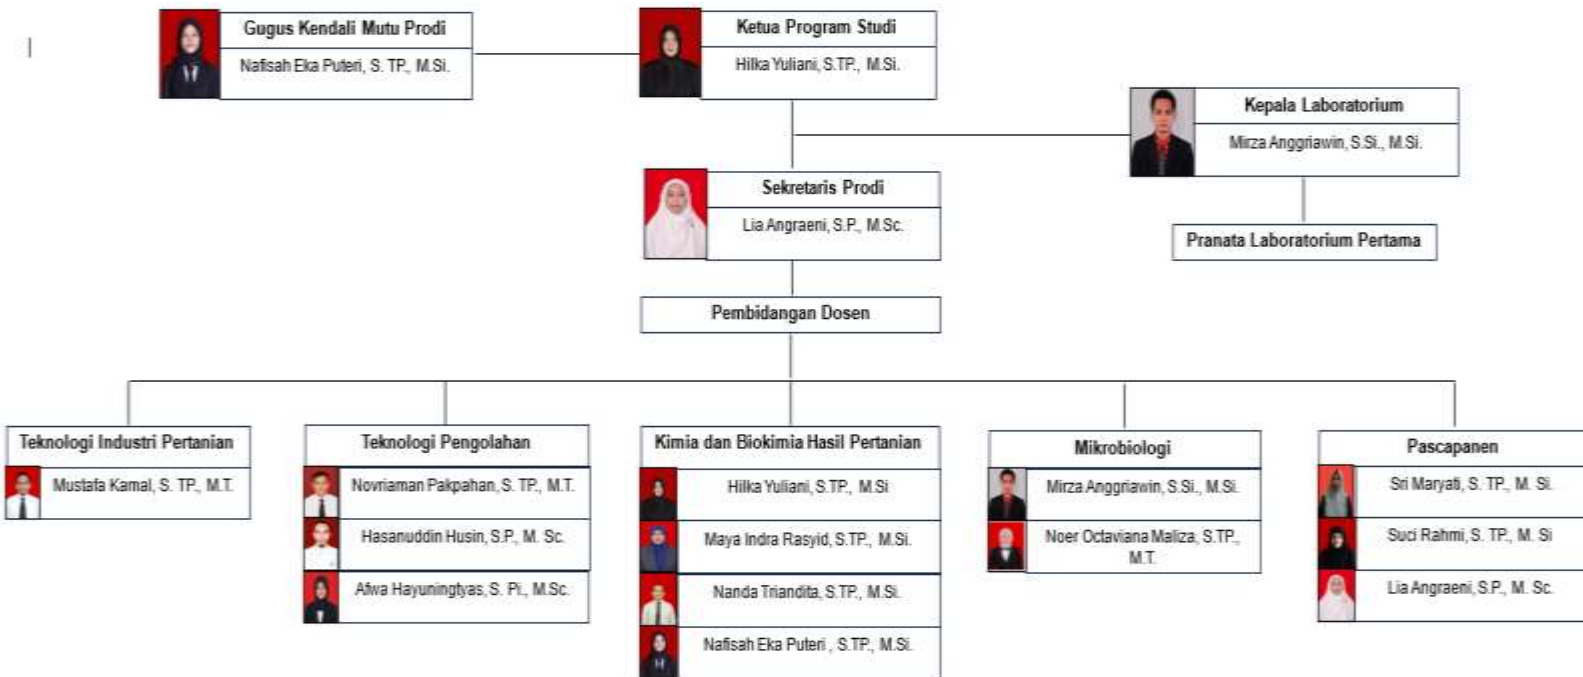 Gugus Kendali Mutu Prodi
Nafisah Eka Puteri, S. TP., M.Si.
Ketua Program Studi
Hilka Yuliani, S.TP., M.Si.
Kepala Laboratorium
Mirza Anggriawin, S.Si., M.Si.
Sekretaris Prodi
Lia Angraeni, S.P., M.Sc.
Pranata Laboratorium Pertama
Pembidangan Dosen
Teknologi Industri Pertanian
Mustafa Kamal, S. TP., M.T.
Teknologi Pengolahan
Novriaman Pakpahan, S. TP., M.T.
Hasanuddin Husin, S.P., M. Sc.
Afwa Hayuningtyas, S. Pi., M.Sc.
Kimia dan Biokimia Hasil Pertanian
Hilka Yuliani, S.TP., M.Si
Maya Indra Rasyid, S.TP., M.Si.
Nanda Triandita, S.TP., M.Si.
Nafisah Eka Puteri , S.TP., M.Si.
Mikrobiologi
Mirza Anggriawin, S.Si., M.Si.
Noer Octaviana Maliza, S.TP.,
M.T.
Pascapanen
Sri Maryati, S. TP., M. Si.
Suci Rahmi, S. TP., M. Si
Lia Angraeni, S.P., M. Sc.